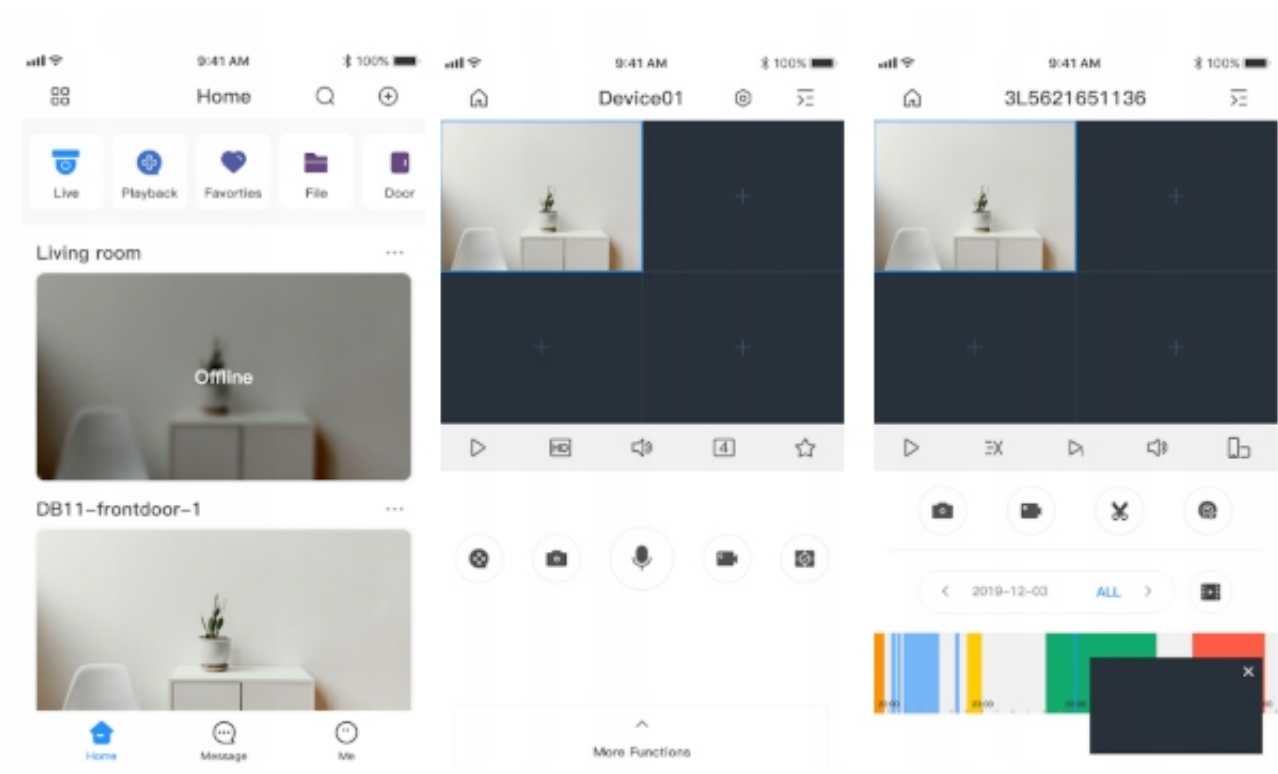 9:41 AM
100%
Home
Live
Playback
Favorties
File
Door
Living room
Offline
DB11-frontdoor-1
Home
Message
Me
9:41 AM
100%
Device01
HD
4
More Functions
9:41 AM
100%
3L5621651136
2019-12-03
ALL